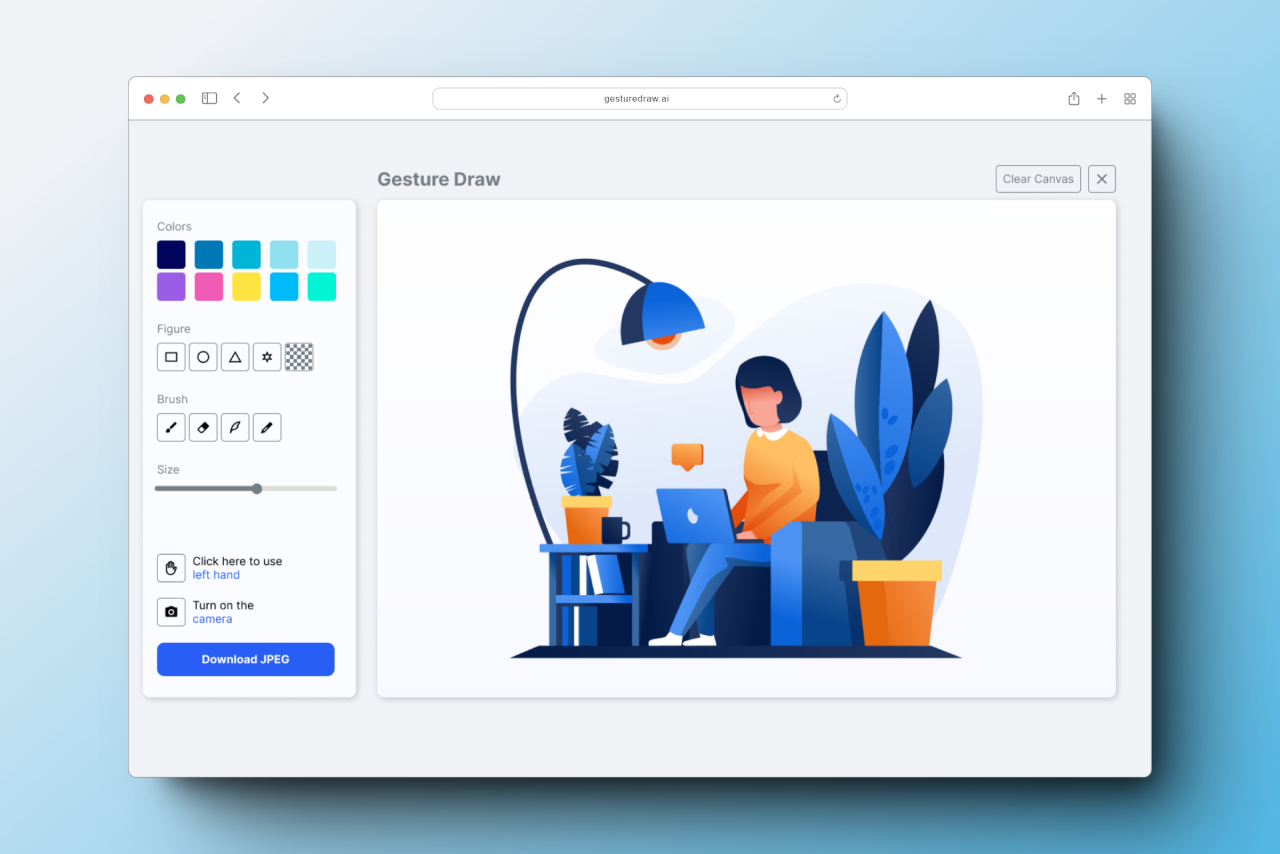 gesturedraw.ai
Gesture Draw
Clear Canvas
Colors
Figure
Brush
Size
Click here to use
left hand
Turn on the
camera
Download JPEG